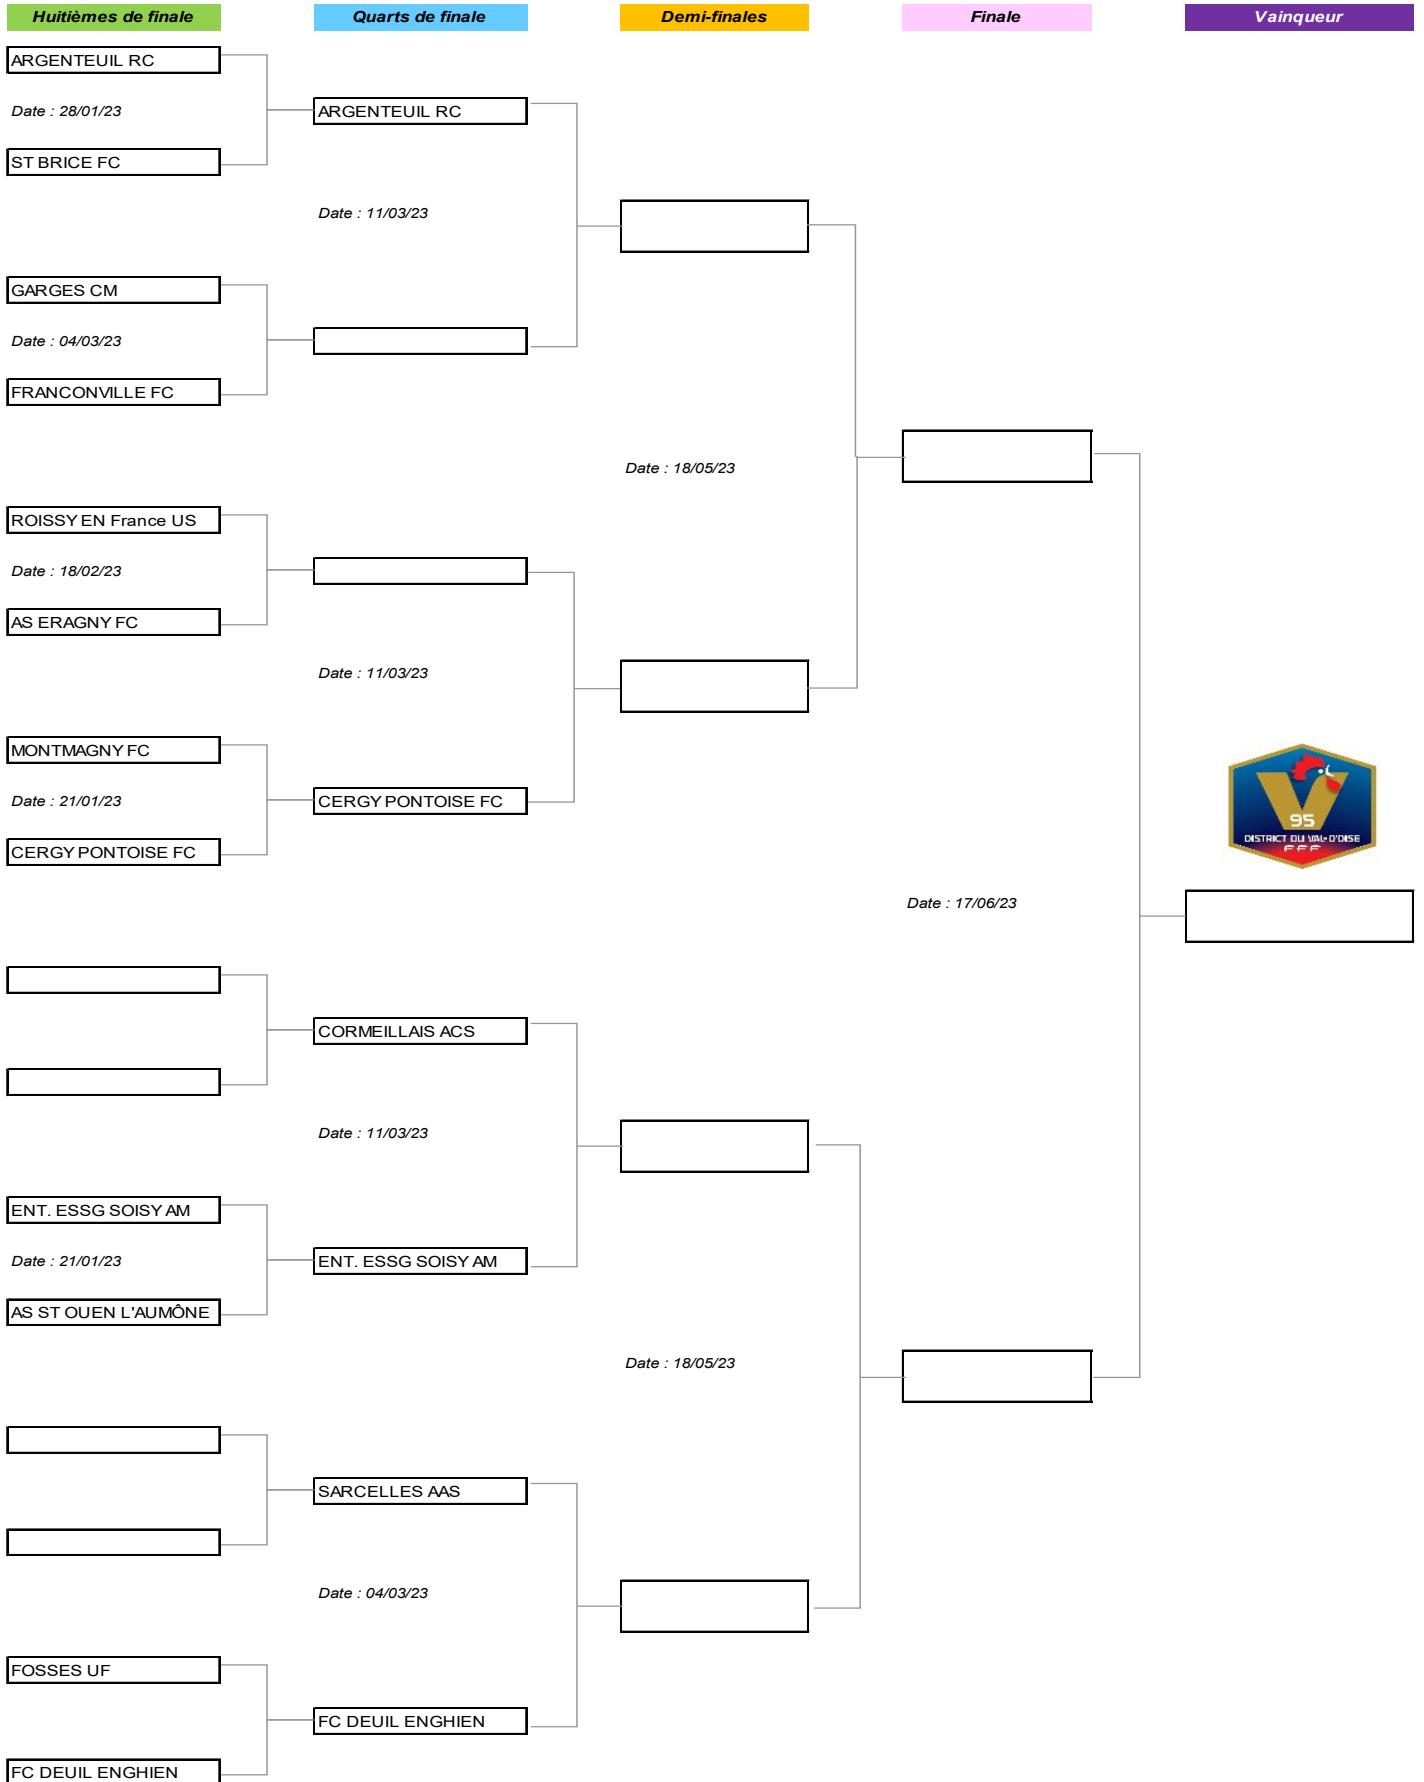 Huitièmes de finale
Quarts de finale
Demi-finales
Finale
Vainqueur
ARGENTEUIL RC
Date : 28/01/23
ARGENTEUIL RC
ST BRICE FC
Date : 11/03/23
GARGES CM
Date : 04/03/23
FRANCONVILLE FC
Date : 18/05/23
ROISSY EN France US
Date : 18/02/23
AS ERAGNY FC
Date : 11/03/23
MONTMAGNY FC
Date : 21/01/23
CERGY PONTOISE FC
CERGY PONTOISE FC
95
DISTRICT DU VAL-D'OISE
FFF
Date : 17/06/23
CORMEILLAIS ACS
Date : 11/03/23
ENT. ESSG SOISY AM
Date : 21/01/23
ENT. ESSG SOISY AM
AS ST OUEN L'AUMÔNE
Date : 18/05/23
SARCELLES AAS
Date : 04/03/23
FOSSES UF
FC DEUIL ENGHIEN
FC DEUIL ENGHIEN